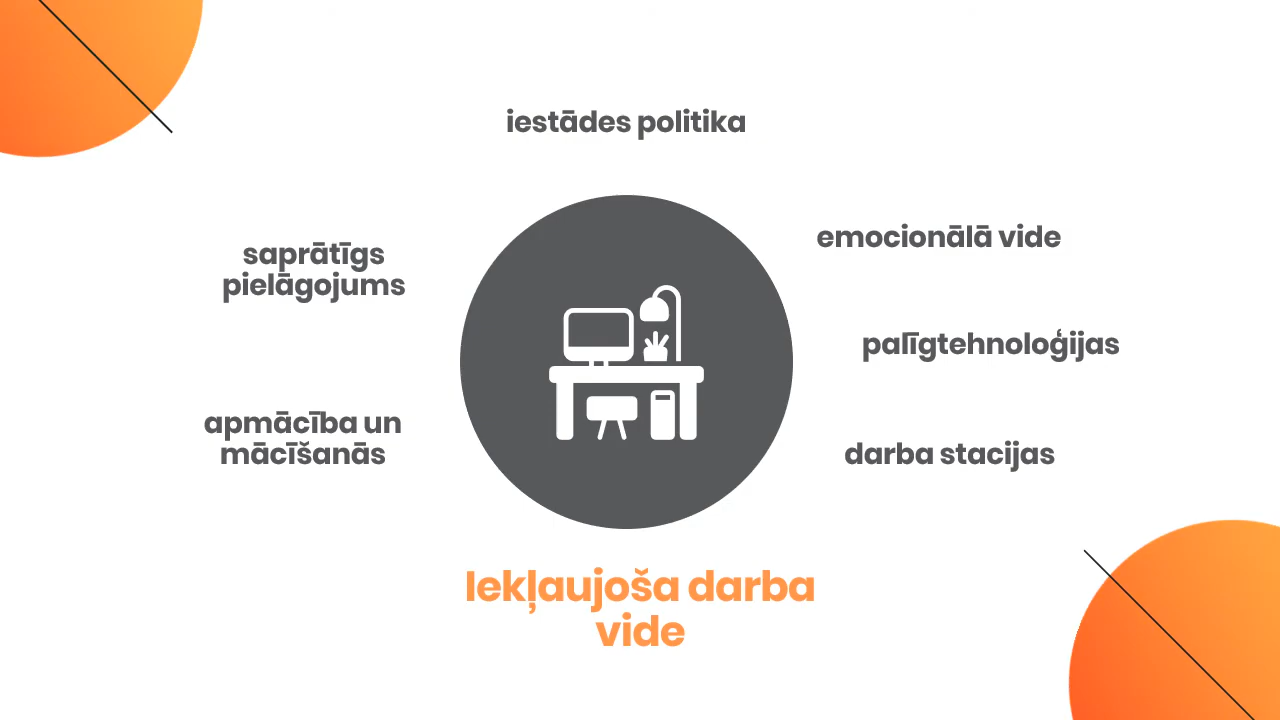 iestādes politika
emocionālā vide
saprātīgs
pielāgojums
palīgtehnoloģijas
apmācība un
mācīšanās
darba stacijas
Iekļaujoša darba
vide